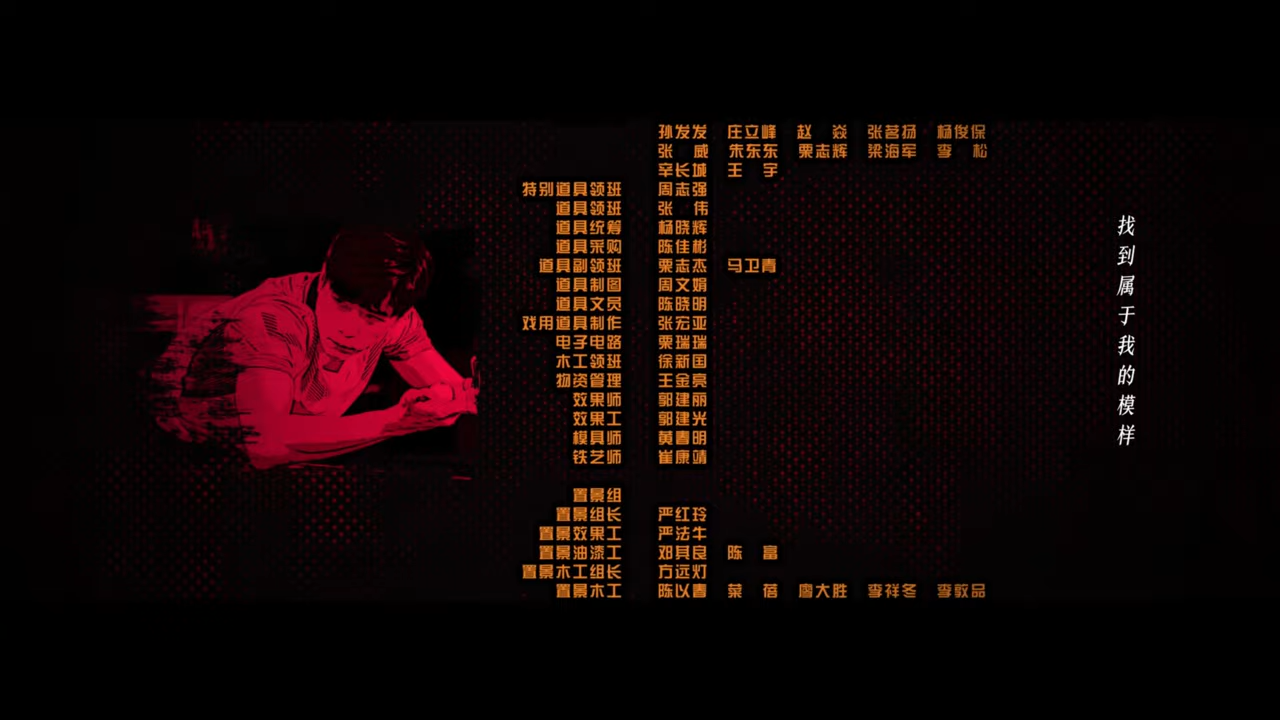 孙发发 庄立峰 赵 焱 张茗扬 杨俊保
张 威 朱东东 栗志辉 梁海军 李 松
辛长城 王 宇
特别道具领班 周志强
道具领班 张 伟
道具统筹 杨晓辉
道具采购 陈佳彬
道具副领班 栗志杰 马卫青
道具制图 周文娟
道具文员 陈晓明
戏用道具制作 张宏亚
电子电路 栗瑞瑞
木工领班 徐新国
物资管理 王金亮
效果师 郭建丽
效果工 郭建光
模具师 黄春明
铁艺师 崔康靖
置景组
置景组长 严红玲
置景效果工 严法牛
置景油漆工 邓其良 陈 富
置景木工组长 方远灯
置景木工 陈以春 菜 蓓 廖大胜 李祥冬 李敦品
找到属于我的模样